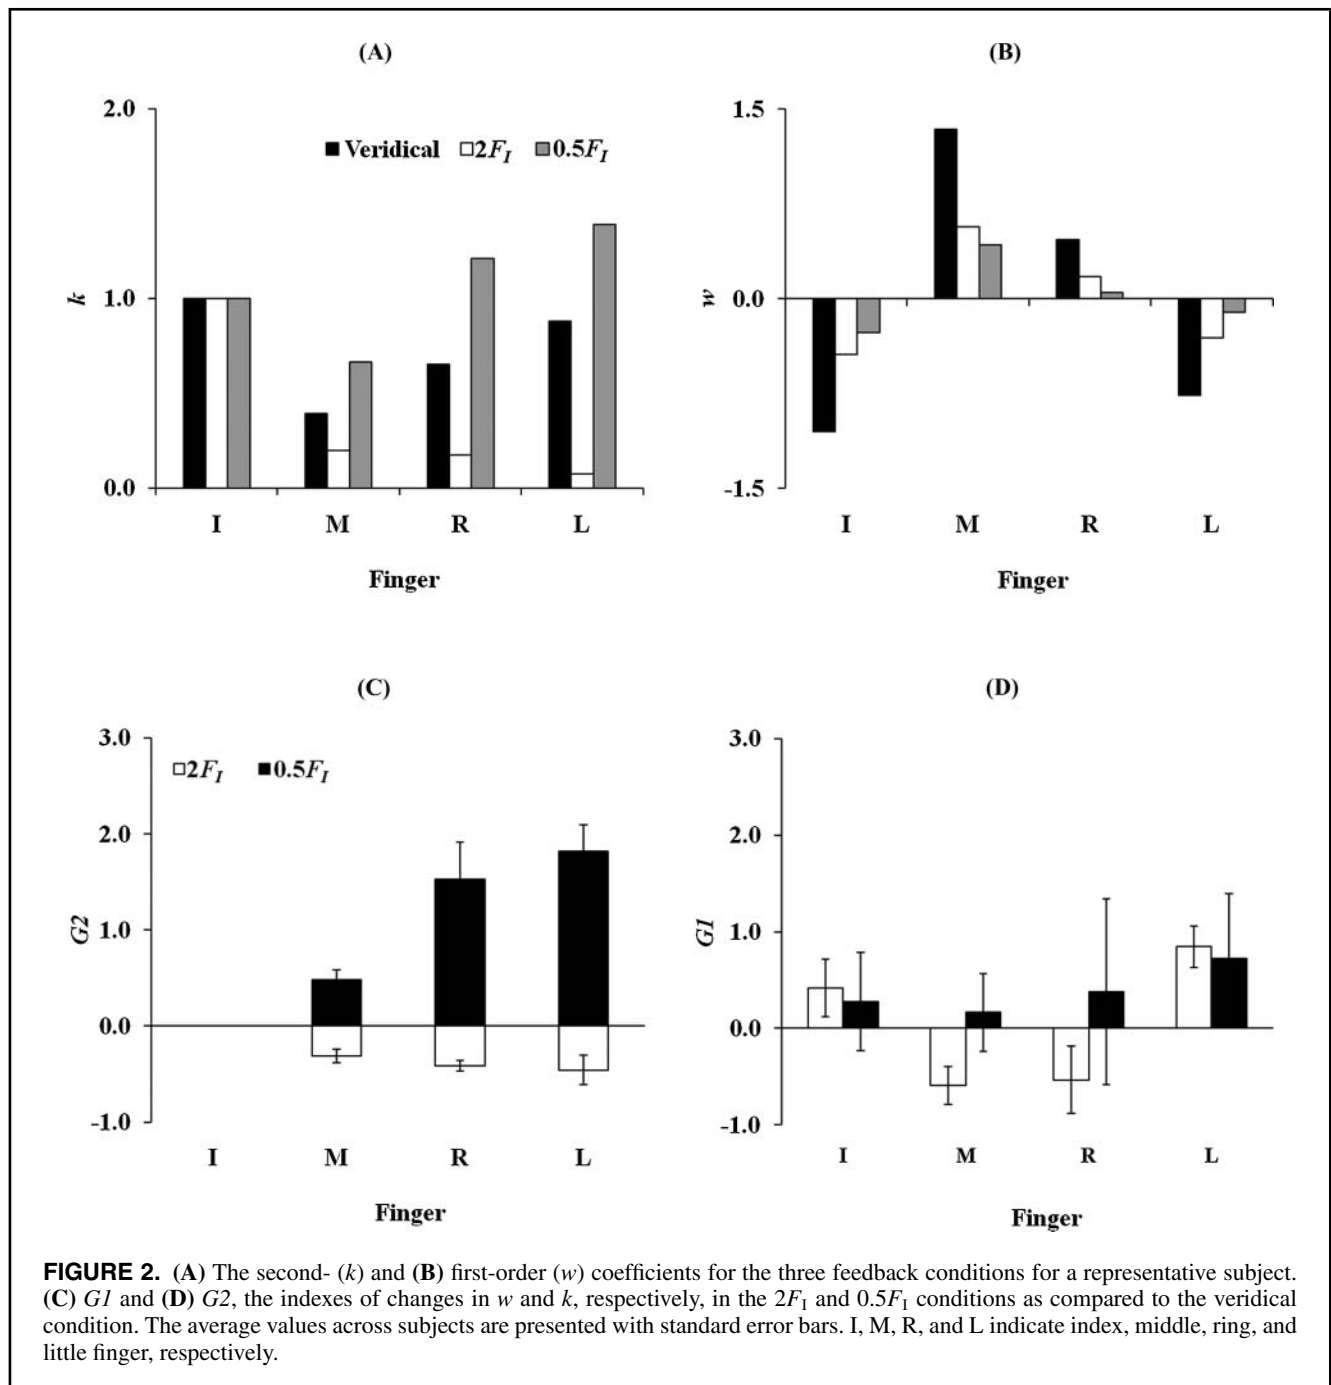 (A)
2.0
Veridical 2F_I 0.5F_I
k
1.0
0.0
I M R L
Finger
(B)
1.5
w
0.0
-1.5
I M R L
Finger
(C)
3.0
2F_I 0.5F_I
2.0
G2
1.0
0.0
-1.0
I M R L
Finger
(D)
3.0
2.0
G1
1.0
0.0
-1.0
I M R L
Finger
FIGURE 2. (A) The second- (k) and (B) first-order (w) coefficients for the three feedback conditions for a representative subject.
(C) G1 and (D) G2, the indexes of changes in w and k, respectively, in the 2F_I and 0.5F_I conditions as compared to the veridical
condition. The average values across subjects are presented with standard error bars. I, M, R, and L indicate index, middle, ring, and
little finger, respectively.